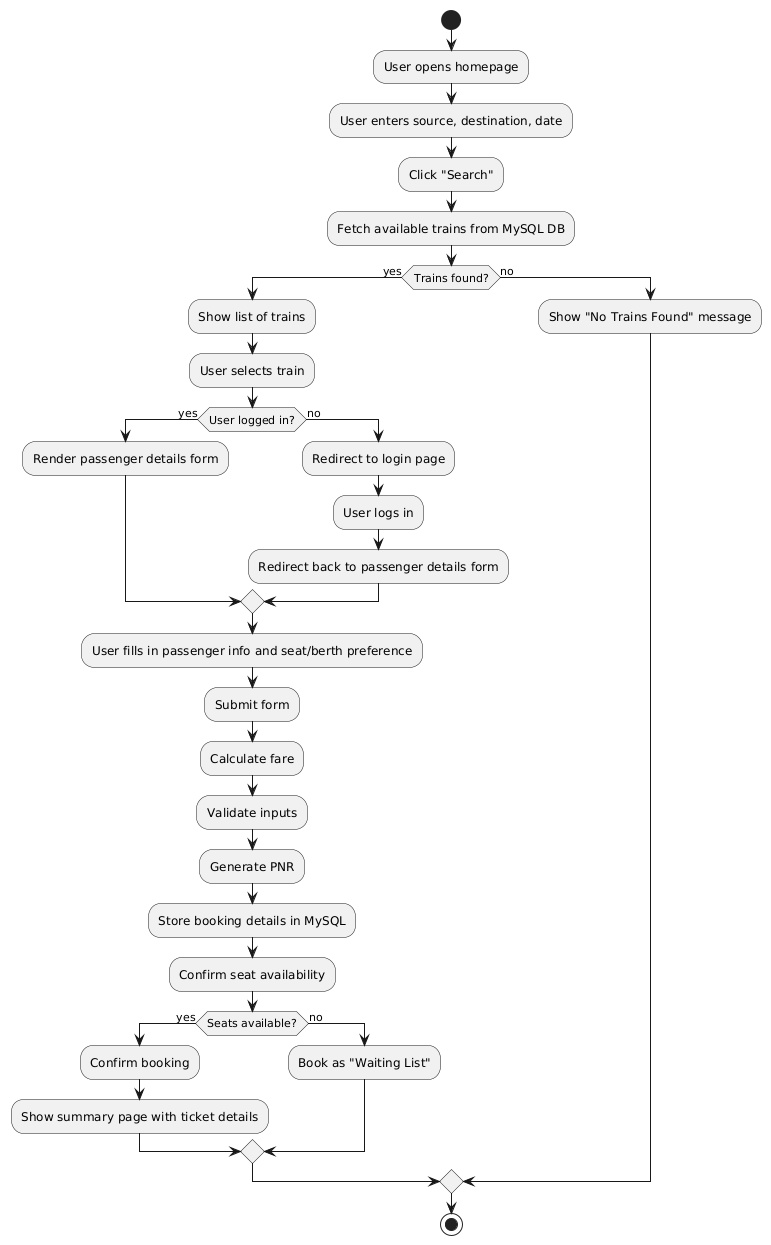 User opens homepage
User enters source, destination, date
Click "Search"
Fetch available trains from MySQL DB
yes
Trains found?
no
Show list of trains
Show "No Trains Found" message
User selects train
yes
User logged in?
no
Render passenger details form
Redirect to login page
User logs in
Redirect back to passenger details form
User fills in passenger info and seat/berth preference
Submit form
Calculate fare
Validate inputs
Generate PNR
Store booking details in MySQL
Confirm seat availability
yes
Seats available?
no
Confirm booking
Book as "Waiting List"
Show summary page with ticket details